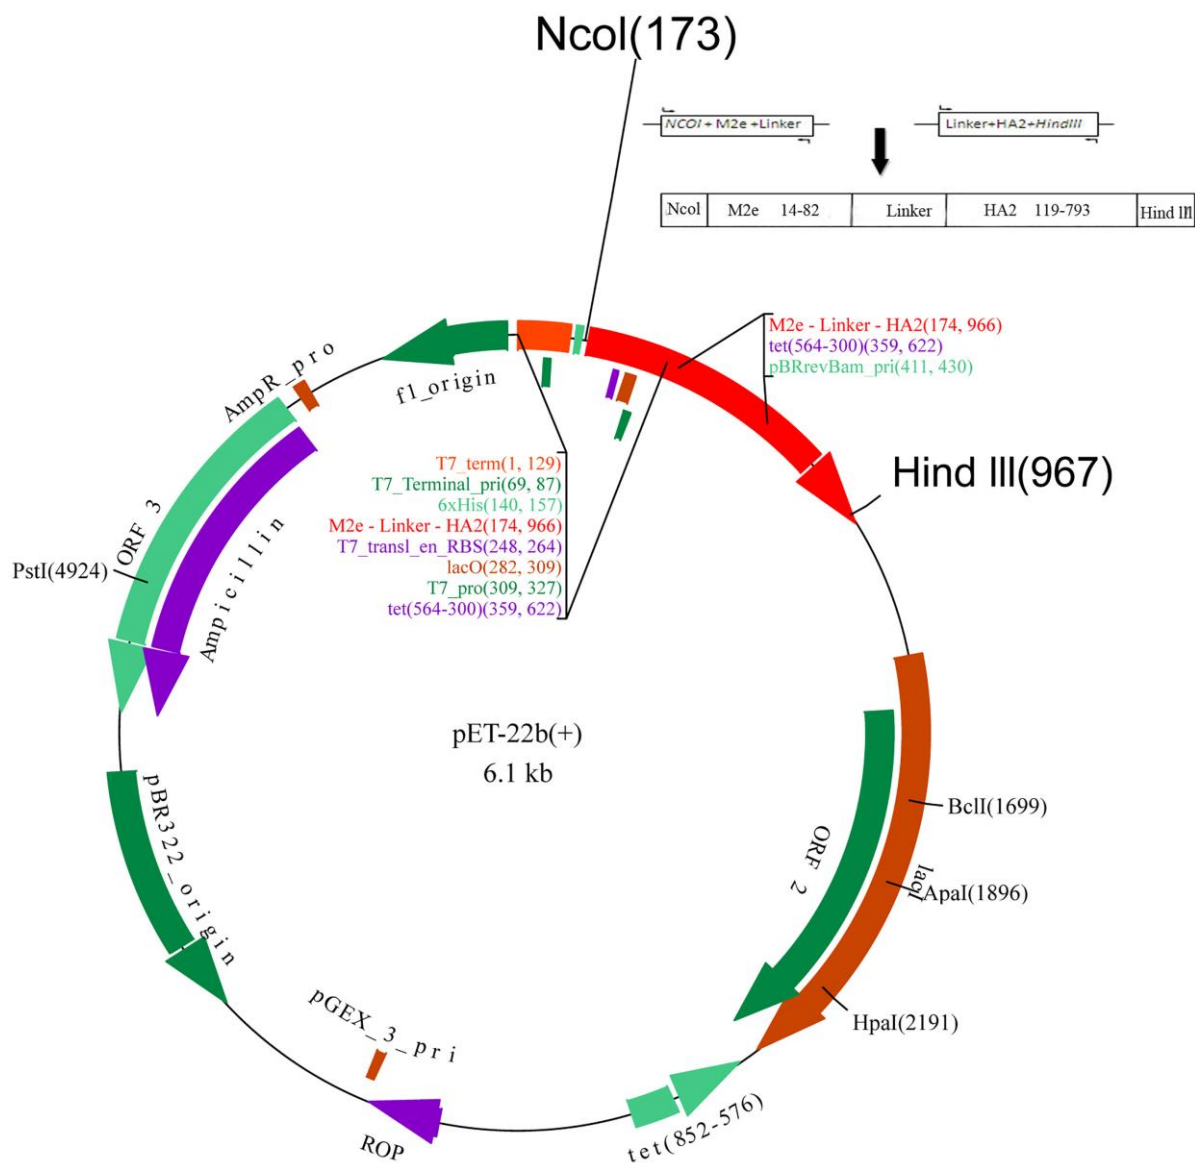 NcoI(173)
NCOI + M2e +Linker
Linker+HA2+HindIII
NcoI M2e 14-82 Linker HA2 119-793 Hind III
M2e - Linker - HA2(174, 966)
tet(564-300)(359, 622)
pBRrevBam_pri(411, 430)
AmpR_pro
f1_origin
T7_term(1, 129)
T7_Terminal_pri(69, 87)
6xHis(140, 157)
M2e - Linker - HA2(174, 966)
T7_transl_en_RBS(248, 264)
lacO(282, 309)
T7_pro(309, 327)
tet(564-300)(359, 622)
Hind III(967)
ORF 3
Ampicillin
PstI(4924)
pET-22b(+)
6.1 kb
pBR322_origin
ORF 2
lacI
BclI(1699)
ApaI(1896)
HpaI(2191)
pGEX_3_pri
ROP
tet(852-576)